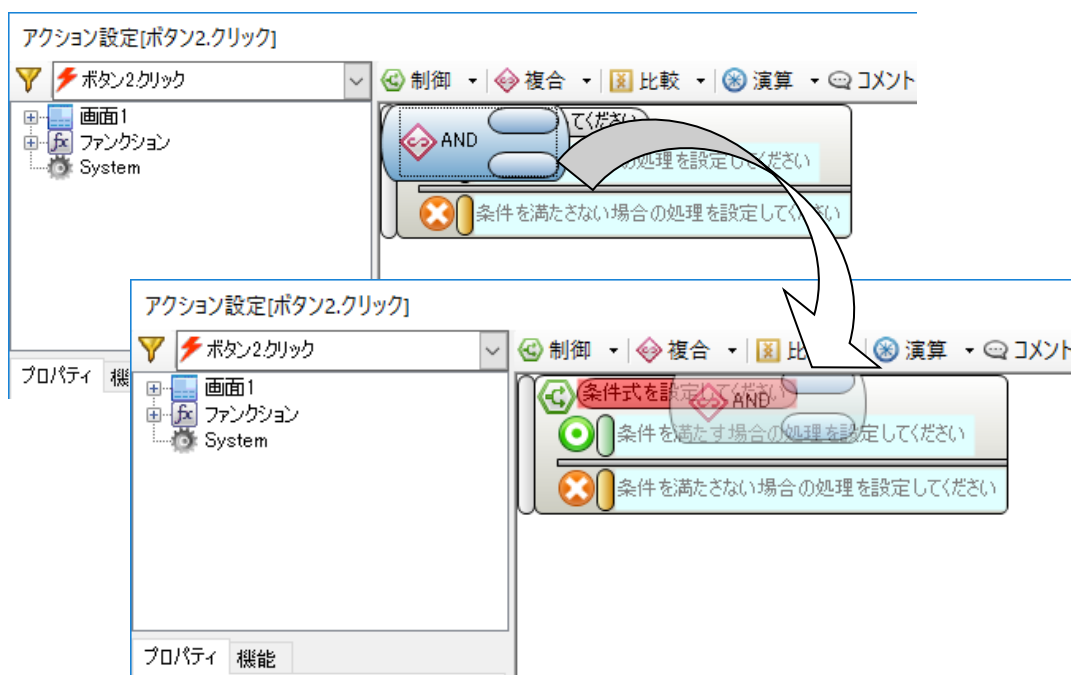 アクション設定[ボタン2.クリック]
ボタン2.クリック
制御 複合 比較 演算 コメント
画面1
ファンクション
System
AND
てください
の処理を設定してください
条件を満たさない場合の処理を設定してください
プロパティ 機
アクション設定[ボタン2.クリック]
ボタン2.クリック
制御 複合 比 演算 コメント
画面1
ファンクション
System
条件式を設定してください
AND
条件を満たす場合の処理を設定してください
条件を満たさない場合の処理を設定してください
プロパティ 機能